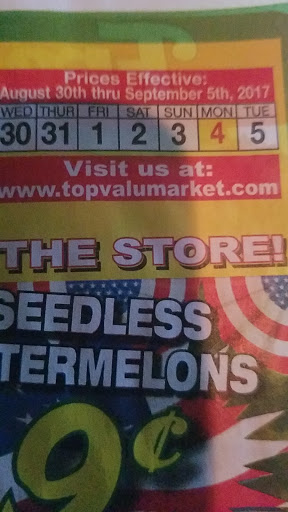 Prices Effective:
August 30th thru September 5th, 2017
WED THUR FRI SAT SUN MON TUE
30 31 1 2 3 4 5
Visit us at:
www.topvalumarket.com
THE STORE!
SEEDLESS
TERMELONS
9¢